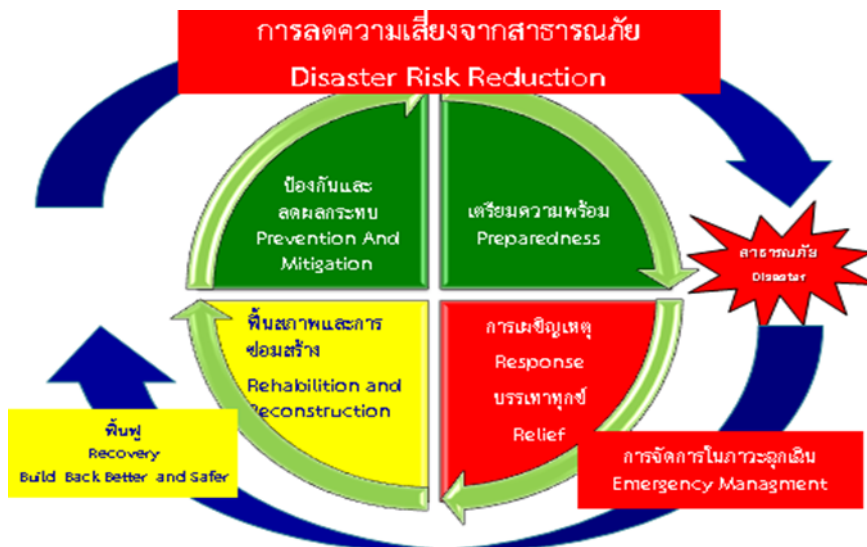 การลดความเสี่ยงจากสาธารณภัย
Disaster Risk Reduction
ป้องกันและ
ลดผลกระทบ
Prevention And
Mitigation
เตรียมความพร้อม
Preparedness
สาธารณภัย
Disaster
ฟื้นสภาพและการ
ซ่อมสร้าง
Rehabilition and
Reconstruction
การเผชิญเหตุ
Response
บรรเทาทุกข์
Relief
ฟื้นฟู
Recovery
Build Back Better and Safer
การจัดการในภาวะฉุกเฉิน
Emergency Managment